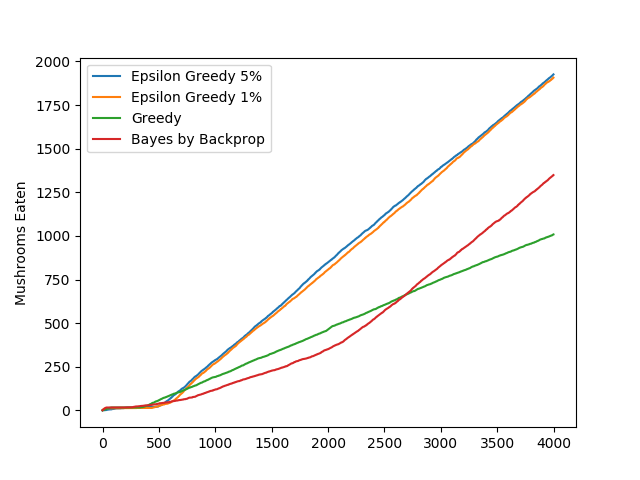 Epsilon Greedy 5%
Epsilon Greedy 1%
Greedy
Bayes by Backprop
Mushrooms Eaten
2000
1750
1500
1250
1000
750
500
250
0
0 500 1000 1500 2000 2500 3000 3500 4000